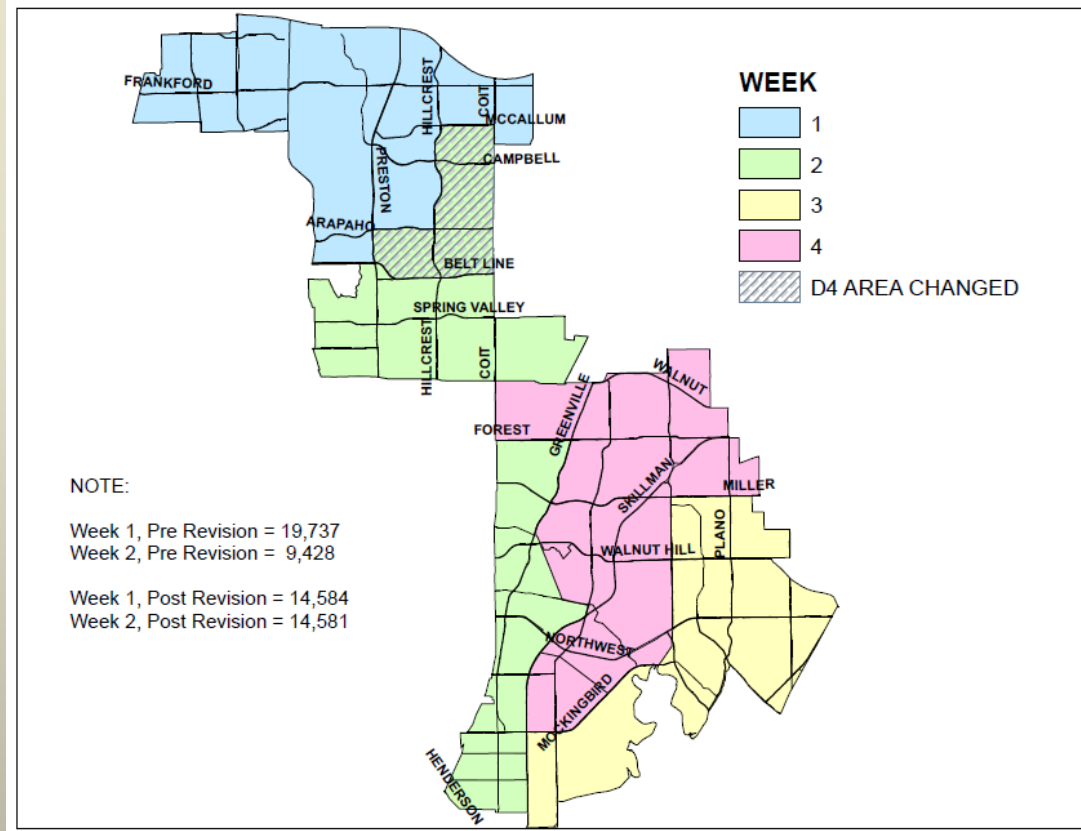 FRANKFORD
HILLCREST
COIT
MCCALLUM
CAMPBELL
PRESTON
ARAPAHO
BELT LINE
SPRING VALLEY
HILLCREST
COIT
WALNUT
GREENVILLE
FOREST
SKILLMAN
MILLER
PLANO
WALNUT HILL
NORTHWEST
MOCKINGBIRD
HENDERSON
WEEK
1
2
3
4
D4 AREA CHANGED
NOTE:
Week 1, Pre Revision = 19,737
Week 2, Pre Revision = 9,428
Week 1, Post Revision = 14,584
Week 2, Post Revision = 14,581